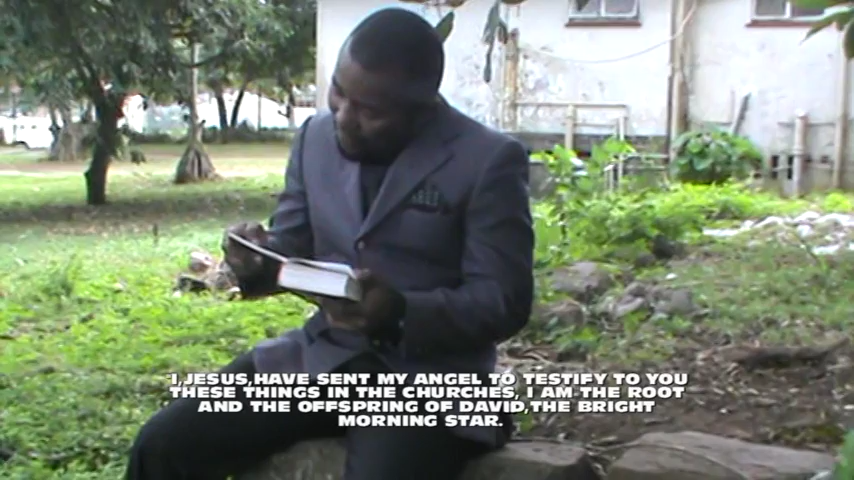 "I,JESUS,HAVE SENT MY ANGEL TO TESTIFY TO YOU
THESE THINGS IN THE CHURCHES, I AM THE ROOT
AND THE OFFSPRING OF DAVID,THE BRIGHT
MORNING STAR.